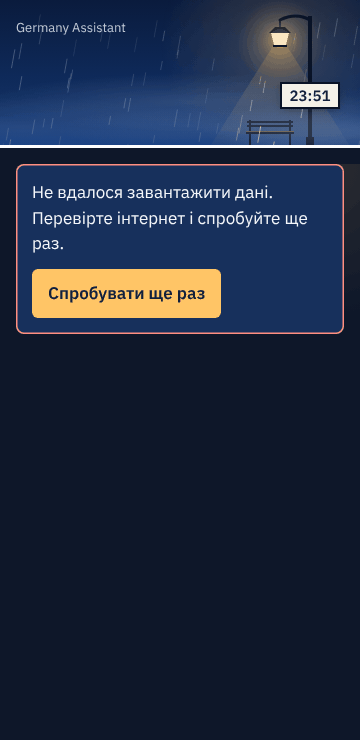 Germany Assistant
23:51
Не вдалося завантажити дані.
Перевірте інтернет і спробуйте ще
раз.
Спробувати ще раз